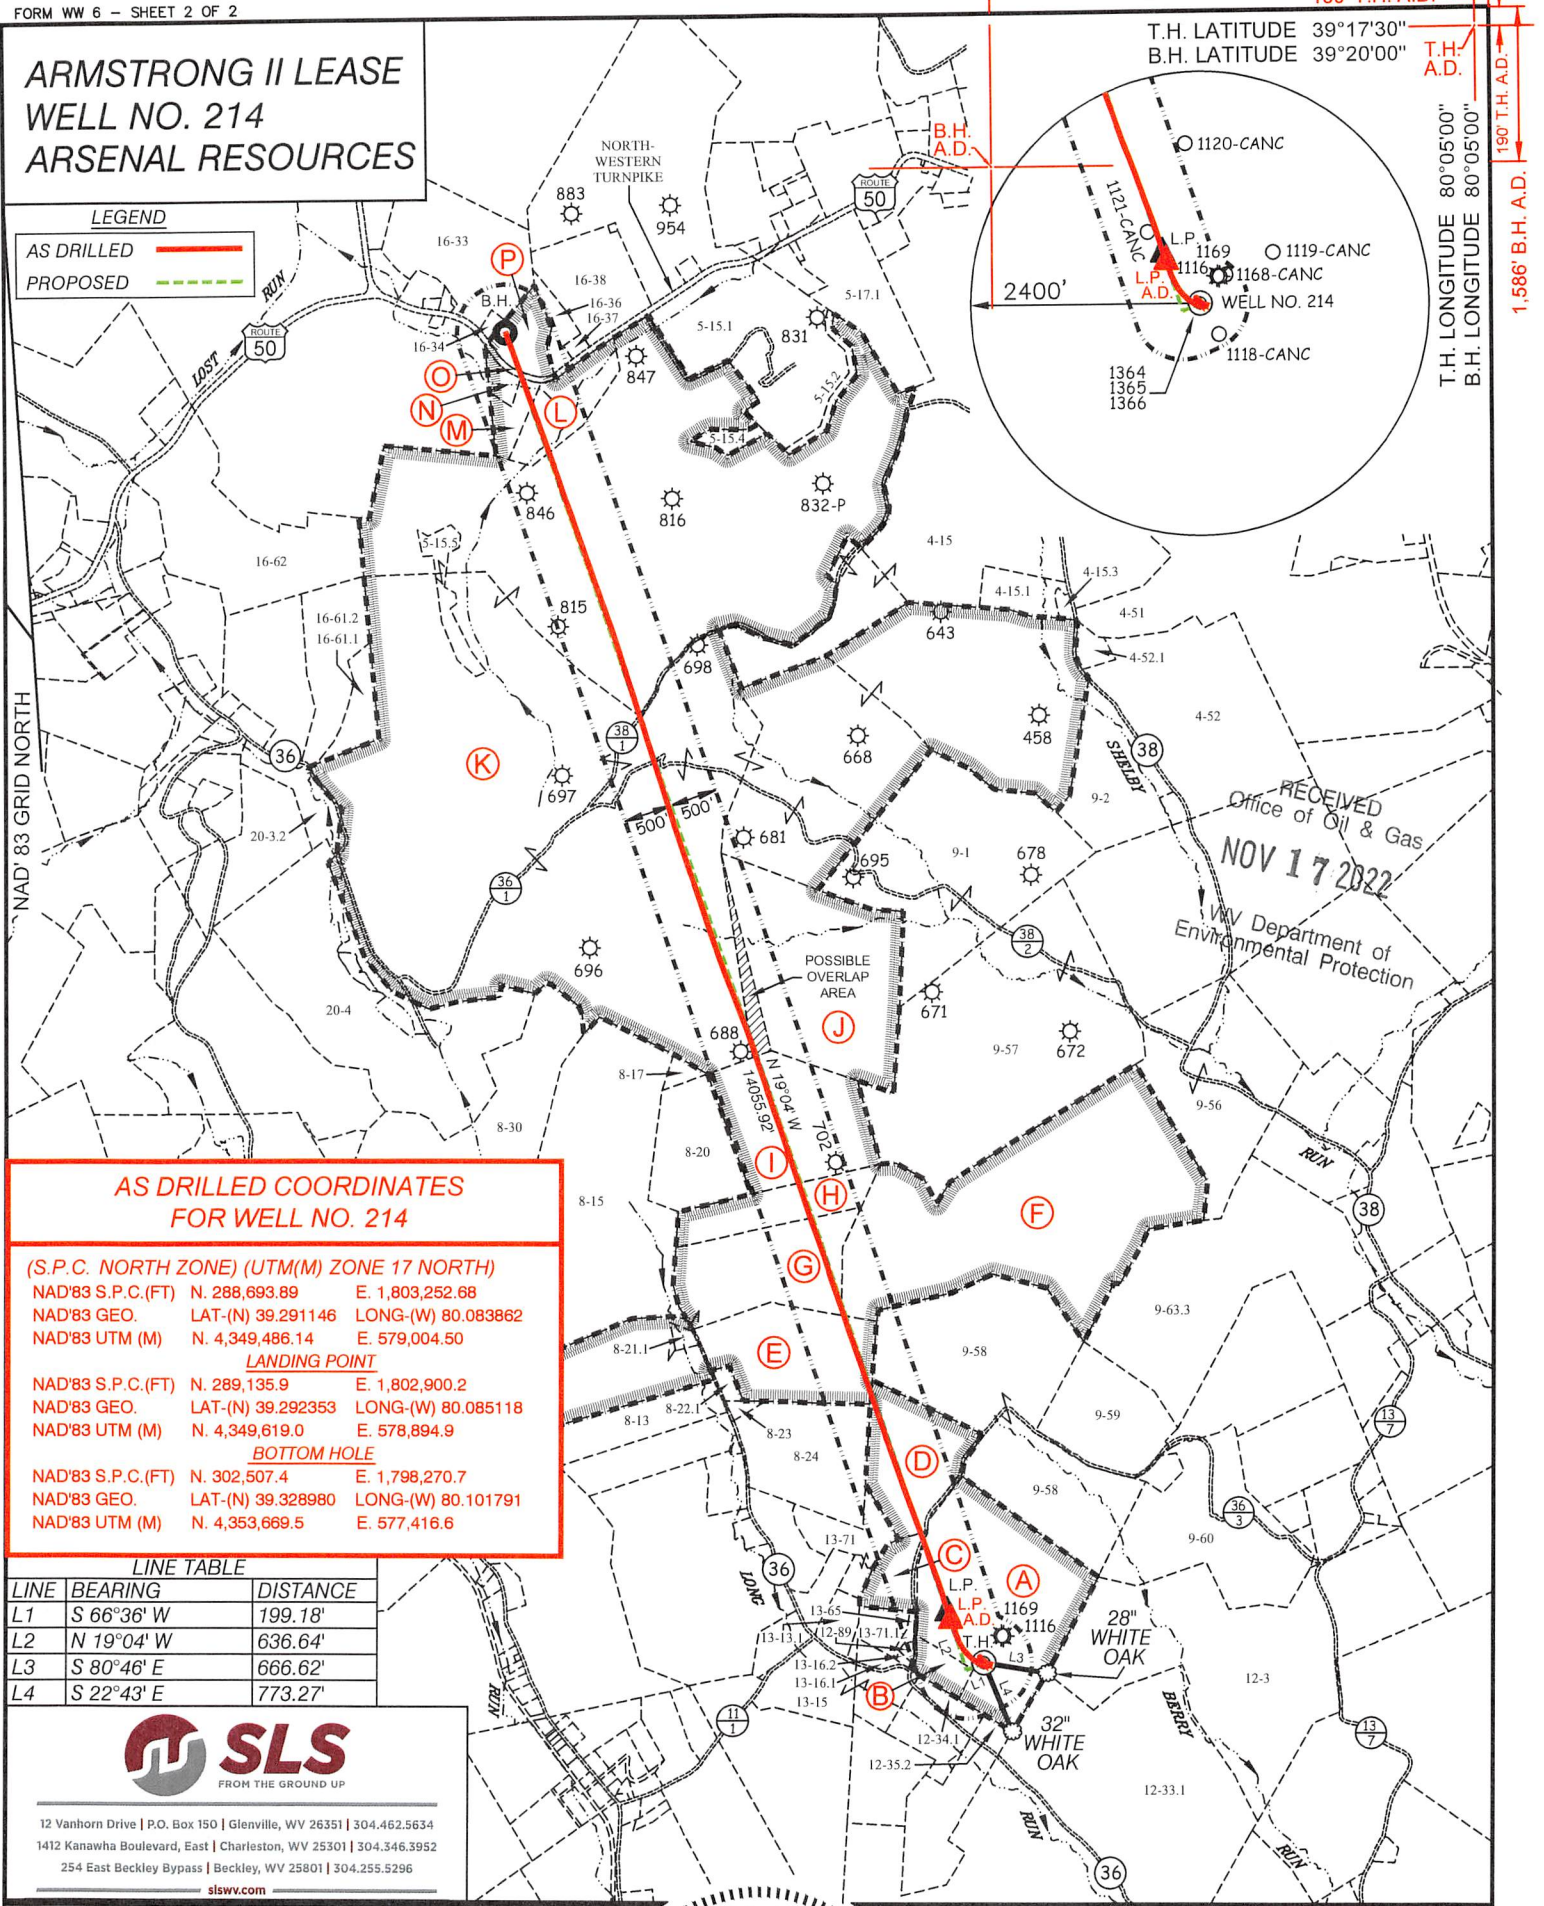 FORM WW 6 - SHEET 2 OF 2
ARMSTRONG II LEASE
WELL NO. 214
ARSENAL RESOURCES
LEGEND
AS DRILLED
PROPOSED
T.H. LATITUDE 39°17'30"
B.H. LATITUDE 39°20'00"
T.H.
A.D.
190' T.H. A.D.
1,586' B.H. A.D.
T.H. LONGITUDE 80°05'00"
B.H. LONGITUDE 80°05'00"
B.H.
A.D.
1120-CANC
1121-CANC
L.P.
1169
1116
1119-CANC
1168-CANC
L.P.
A.D.
2400'
WELL NO. 214
1118-CANC
1364
1365
1366
NORTH-
WESTERN
TURNPIKE
ROUTE
50
883
954
16-33
P
16-38
B.H.
16-36
16-37
16-34
5-17.1
5-15.1
831
847
ROUTE
50
LOST
RUN
O
N
M
L
5-15.2
5-15.4
846
816
832-P
16-62
5-15.5
4-15
4-15.3
4-15.1
4-51
16-61.2
16-61.1
815
643
698
4-52.1
NAD' 83 GRID NORTH
36
38
1
K
697
668
458
SHELBY
38
4-52
9-2
500'
500'
681
20-3.2
695
9-1
678
36
1
38
2
RECEIVED
Office of Oil & Gas
NOV 17 2022
WV Department of
Environmental Protection
696
POSSIBLE
OVERLAP
AREA
J
671
20-4
688
672
9-57
8-17
N 19°04' W
14055.92'
702
9-56
8-30
8-20
I
H
RUN
F
38
8-15
G
9-63.3
8-21.1
E
9-58
8-13
8-22.1
8-23
8-24
9-59
13
7
D
9-58
36
3
9-60
13-71
36
LONG
C
A
L.P.
L.P.
A.D.
1169
1116
13-65
13-13.1
12-89
13-71.1
T.H.
28"
WHITE
OAK
13-16.2
13-16.1
13-15
L2
L1
L3
L4
B
12-3
32"
WHITE
OAK
12-34.1
12-35.2
11
1
RUN
BERRY
13
7
12-33.1
RUN
RUN
36
AS DRILLED COORDINATES
FOR WELL NO. 214
(S.P.C. NORTH ZONE) (UTM(M) ZONE 17 NORTH)
NAD'83 S.P.C.(FT) N. 288,693.89 E. 1,803,252.68
NAD'83 GEO. LAT-(N) 39.291146 LONG-(W) 80.083862
NAD'83 UTM (M) N. 4,349,486.14 E. 579,004.50
LANDING POINT
NAD'83 S.P.C.(FT) N. 289,135.9 E. 1,802,900.2
NAD'83 GEO. LAT-(N) 39.292353 LONG-(W) 80.085118
NAD'83 UTM (M) N. 4,349,619.0 E. 578,894.9
BOTTOM HOLE
NAD'83 S.P.C.(FT) N. 302,507.4 E. 1,798,270.7
NAD'83 GEO. LAT-(N) 39.328980 LONG-(W) 80.101791
NAD'83 UTM (M) N. 4,353,669.5 E. 577,416.6
LINE TABLE
LINE BEARING DISTANCE
L1 S 66°36' W 199.18'
L2 N 19°04' W 636.64'
L3 S 80°46' E 666.62'
L4 S 22°43' E 773.27'
SLS
FROM THE GROUND UP
12 Vanhorn Drive | P.O. Box 150 | Glenville, WV 26351 | 304.462.5634
1412 Kanawha Boulevard, East | Charleston, WV 25301 | 304.346.3952
254 East Beckley Bypass | Beckley, WV 25801 | 304.255.5296
slswv.com